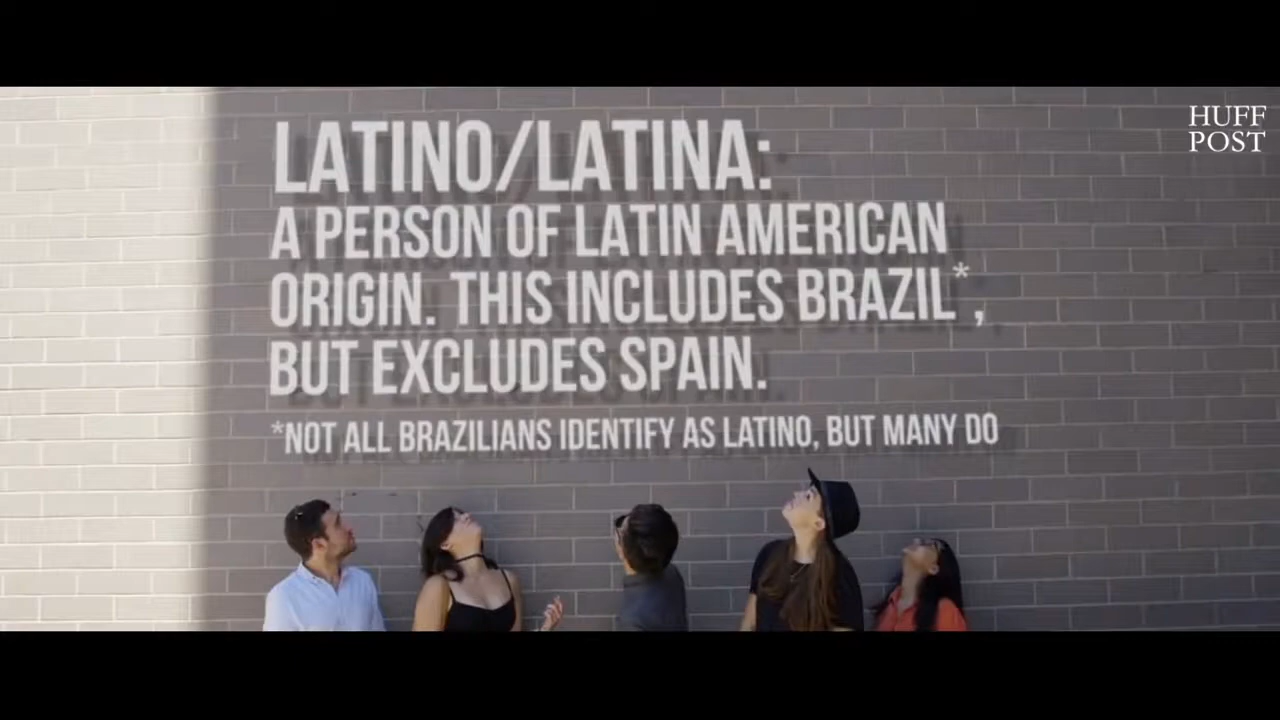 HUFF
POST
LATINO/LATINA:
A PERSON OF LATIN AMERICAN
ORIGIN. THIS INCLUDES BRAZIL*,
BUT EXCLUDES SPAIN.
*NOT ALL BRAZILIANS IDENTIFY AS LATINO, BUT MANY DO